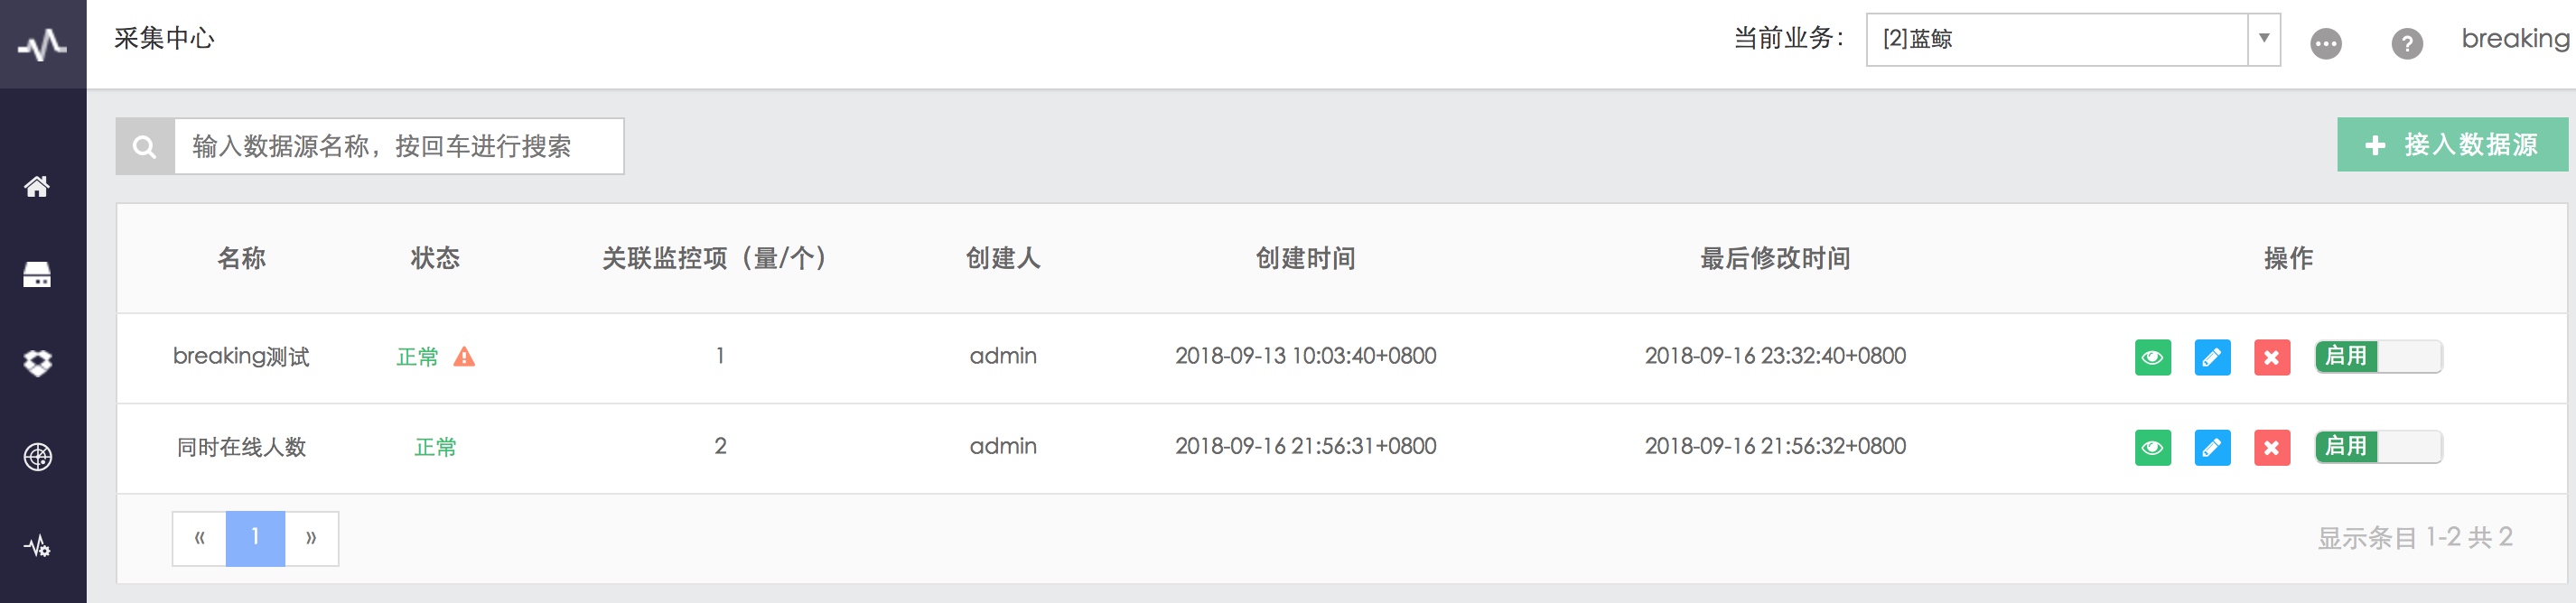 采集中心
当前业务： [2]蓝鲸 breaking
输入数据源名称，按回车进行搜索
接入数据源
名称 状态 关联监控项（量/个） 创建人 创建时间 最后修改时间 操作
breaking测试 正常 1 admin 2018-09-13 10:03:40+0800 2018-09-16 23:32:40+0800 启用
同时在线人数 正常 2 admin 2018-09-16 21:56:31+0800 2018-09-16 21:56:32+0800 启用
« 1 » 显示条目 1-2 共 2